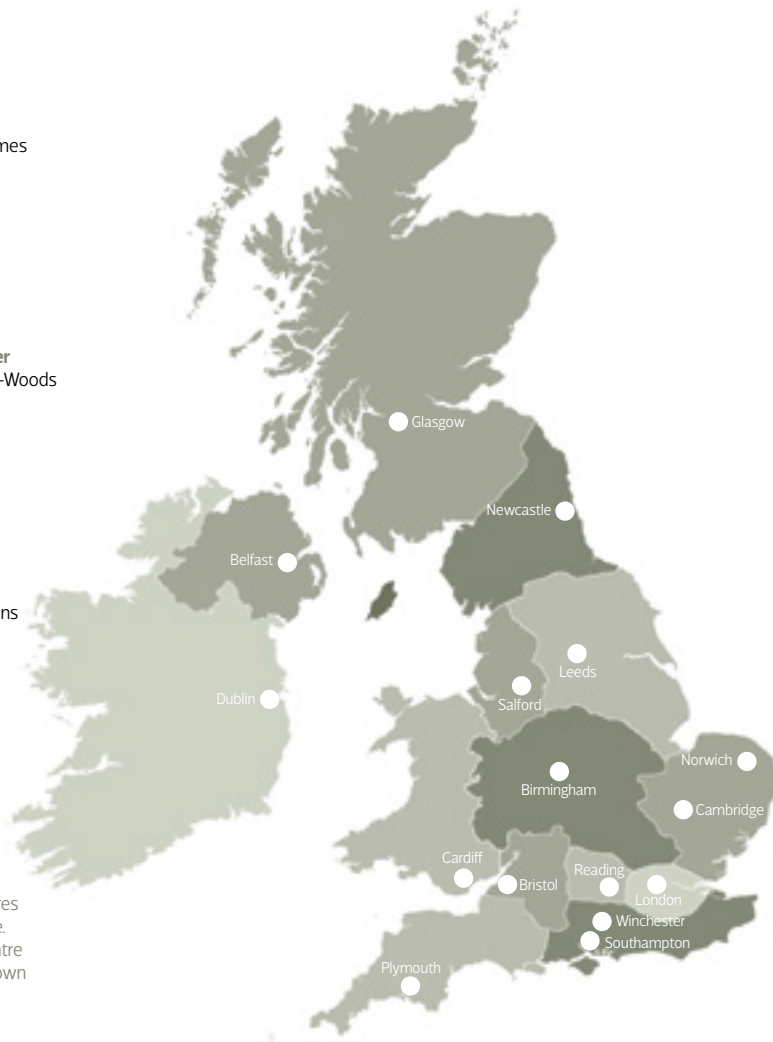 mes
er
-Woods
Glasgow
Newcastle
Belfast
ns
Leeds
Dublin
Salford
Norwich
Birmingham
Cambridge
Cardiff
Reading
Bristol
London
res
e.
Winchester
ntre
Southampton
own
Plymouth